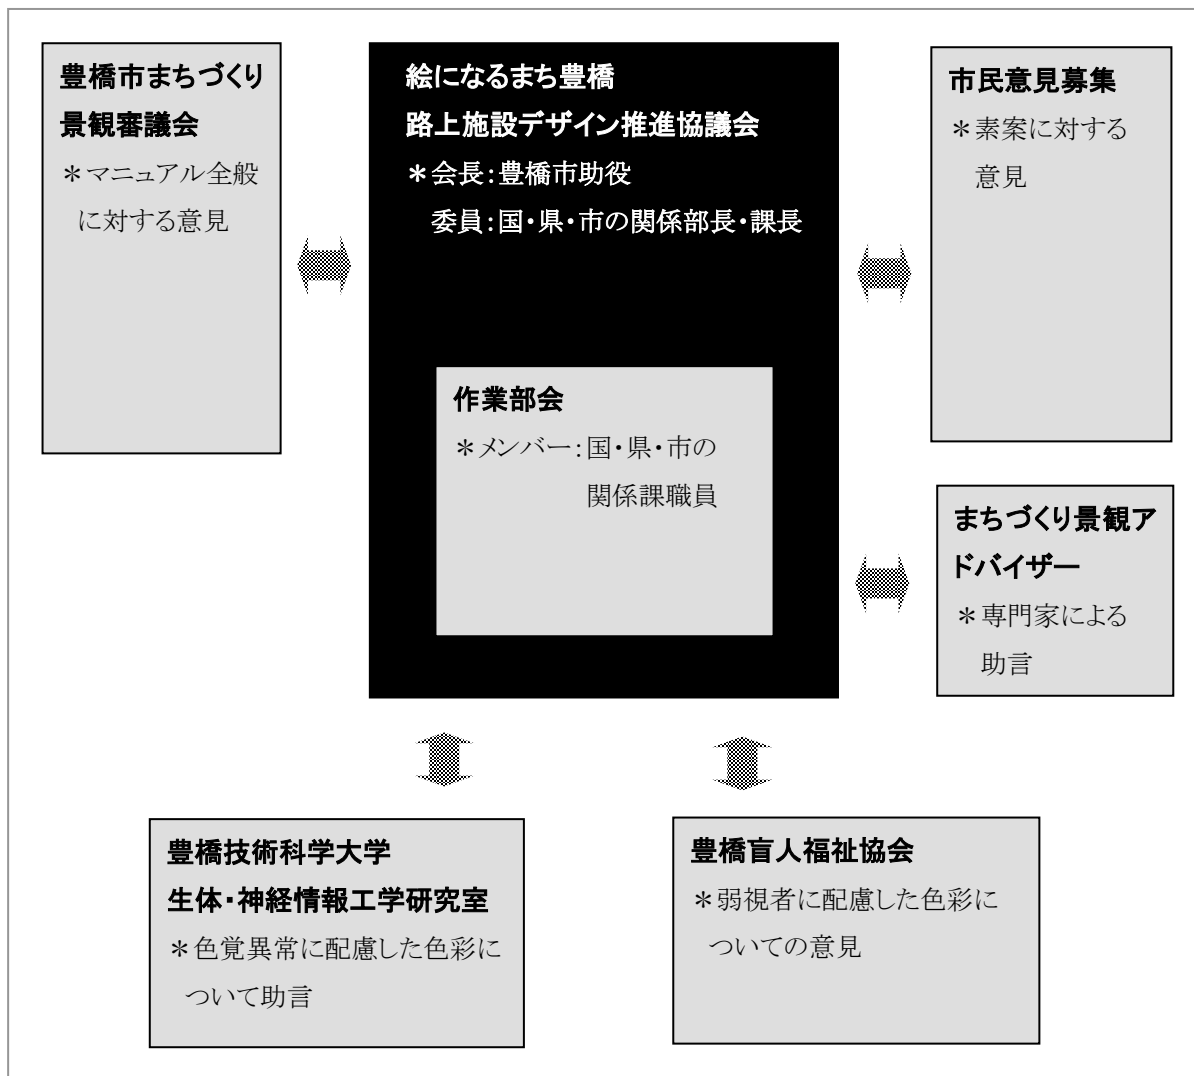 豊橋市まちづくり
景観審議会
＊マニュアル全般
に対する意見
絵になるまち豊橋
路上施設デザイン推進協議会
＊会長：豊橋市助役
委員：国・県・市の関係部長・課長
作業部会
＊メンバー：国・県・市の
関係課職員
市民意見募集
＊素案に対する
意見
まちづくり景観ア
ドバイザー
＊専門家による
助言
豊橋技術科学大学
生体・神経情報工学研究室
＊色覚異常に配慮した色彩に
ついて助言
豊橋盲人福祉協会
＊弱視者に配慮した色彩に
ついての意見